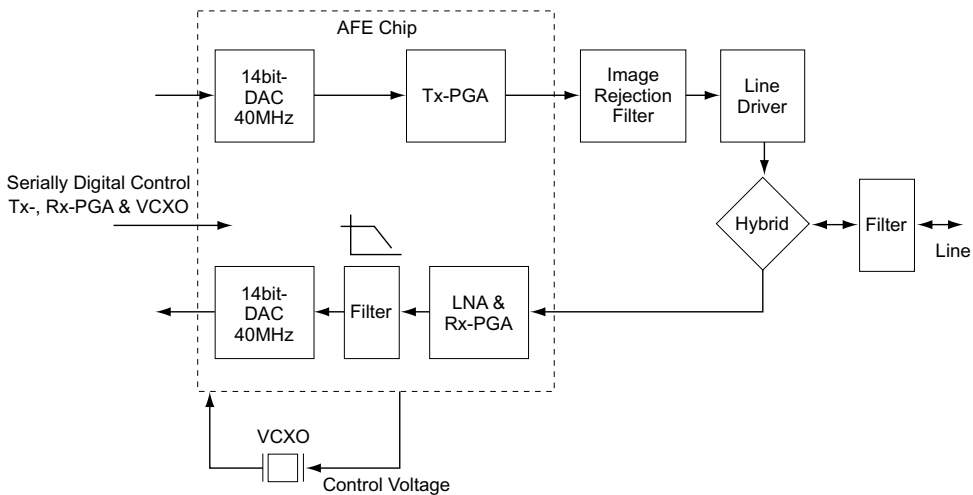 AFE Chip
14bit-
DAC
40MHz
Tx-PGA
Image
Rejection
Filter
Line
Driver
Serially Digital Control
Tx-, Rx-PGA & VCXO
Hybrid
Filter
Line
14bit-
DAC
40MHz
Filter
LNA &
Rx-PGA
VCXO
Control Voltage